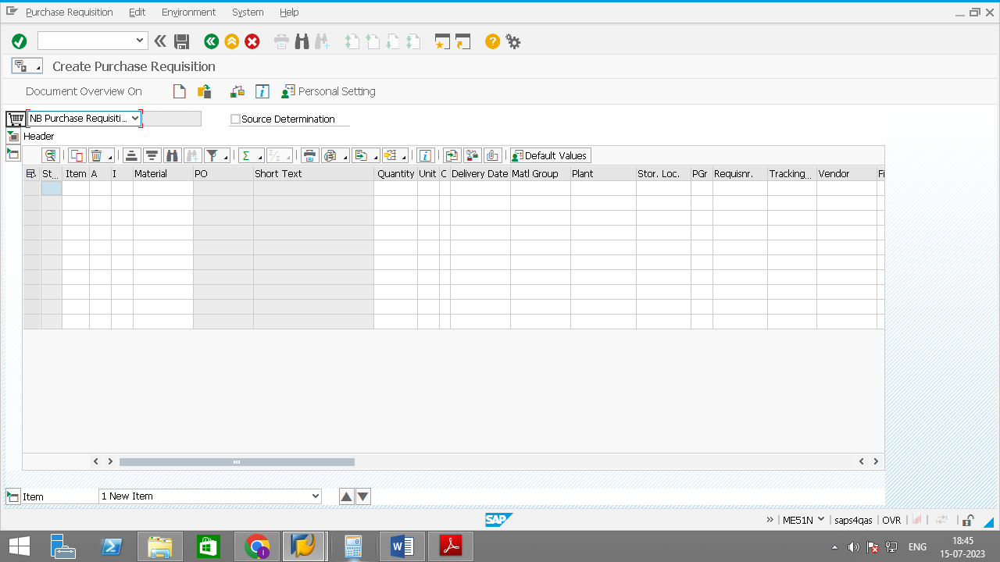 Purchase Requisition Edit Environment System Help
Create Purchase Requisition
Document Overview On Personal Setting
NB Purchase Requisiti... Source Determination
Header
Default Values
St... Item A I Material PO Short Text Quantity Unit C Delivery Date Matl Group Plant Stor. Loc. PGr Requisnr. Tracking... Vendor Fi
Item 1 New Item
SAP ME51N saps4qas OVR
ENG 18:45
15-07-2023